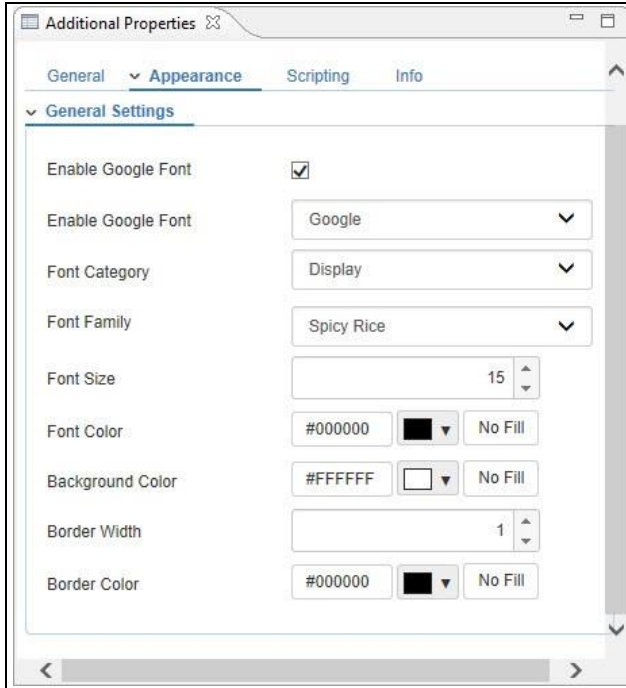 Additional Properties
General Appearance Scripting Info
General Settings
Enable Google Font
Enable Google Font Google
Font Category Display
Font Family Spicy Rice
Font Size 15
Font Color #000000 No Fill
Background Color #FFFFFF No Fill
Border Width 1
Border Color #000000 No Fill